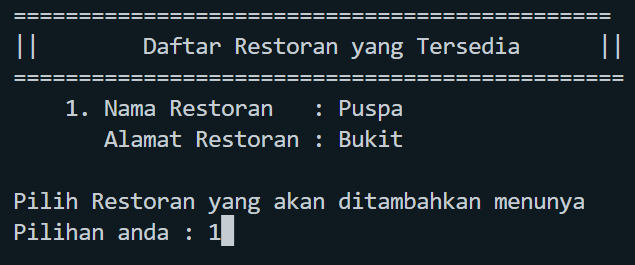 ==============================================
||        Daftar Restoran yang Tersedia      ||
===============================================
    1. Nama Restoran   : Puspa
       Alamat Restoran : Bukit

Pilih Restoran yang akan ditambahkan menunya
Pilihan anda : 1